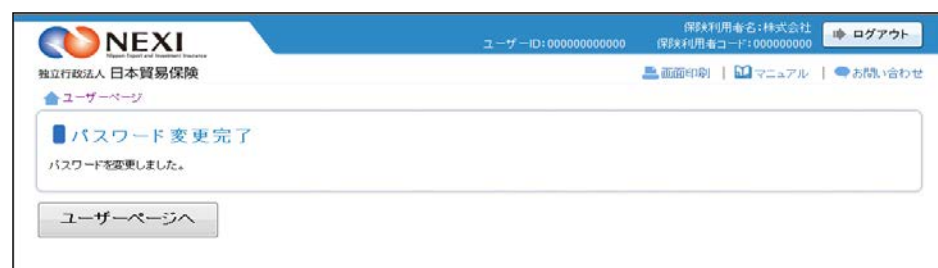 NEXI
Nippon Export and Investment Insurance
独立行政法人 日本貿易保険
ユーザーID:000000000000
保険利用者名:株式会社
保険利用者コード:000000000
ログアウト
画面印刷 | マニュアル | お問い合わせ
ユーザーページ
パスワード変更完了
パスワードを変更しました。
ユーザーページへ